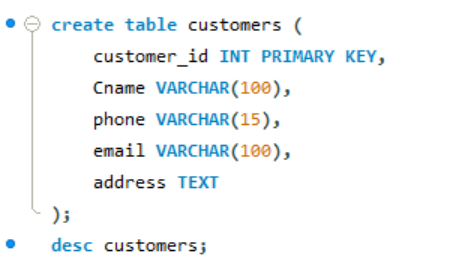 create table customers (
customer_id INT PRIMARY KEY,
Cname VARCHAR(100),
phone VARCHAR(15),
email VARCHAR(100),
address TEXT
);
desc customers;